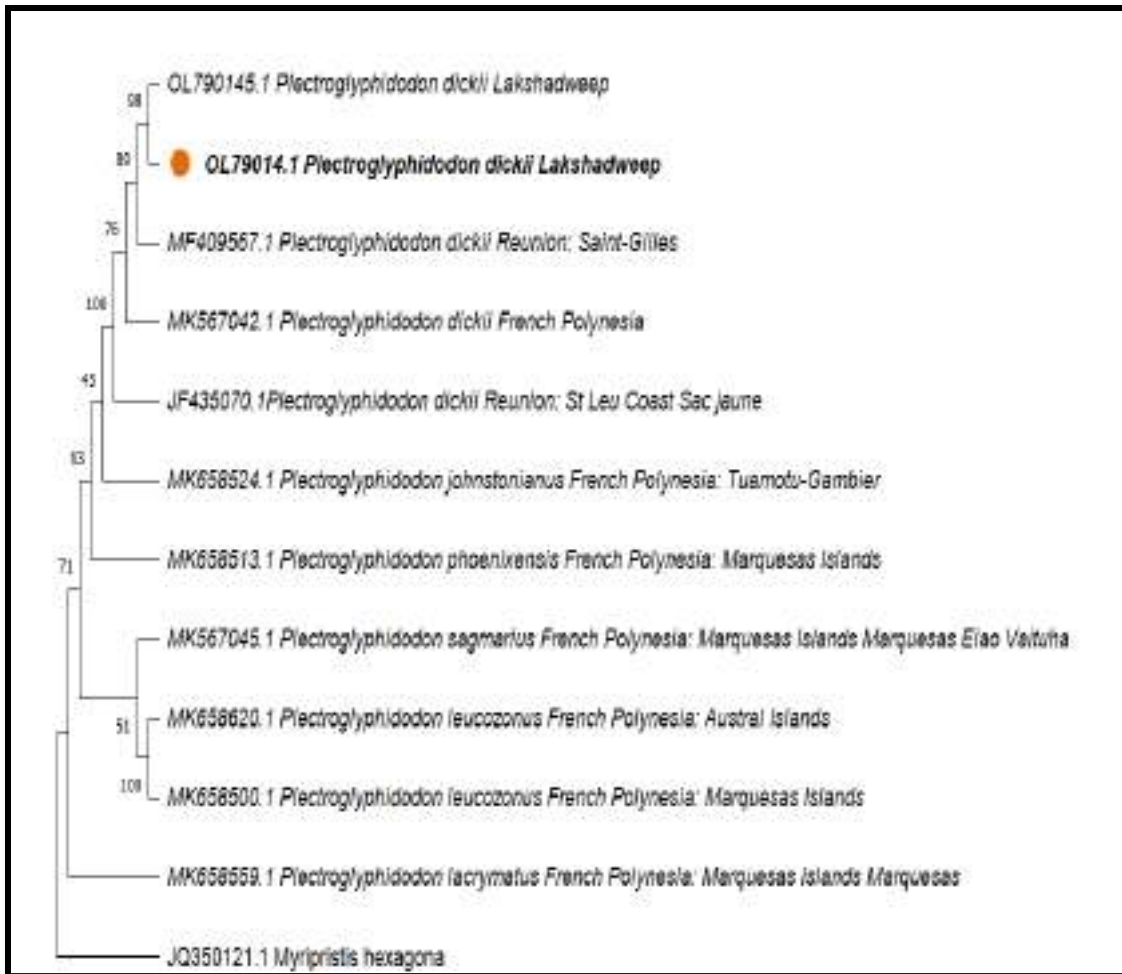 OL790145.1 Plectroglyphidodon dickii Lakshadweep
98
OL79014.1 Plectroglyphidodon dickii Lakshadweep
MF409567.1 Plectroglyphidodon dickii Reunion: Saint-Gilles
76
MK567042.1 Plectroglyphidodon dickii French Polynesia
100
JF435070.1Plectroglyphidodon dickii Reunion: St Leu Coast Sac jaune
MK658524.1 Plectroglyphidodon johnstonianus French Polynesia: Tuamotu-Gambier
MK658513.1 Plectroglyphidodon phoenixensis French Polynesia: Marquesas Islands
71
MK567045.1 Plectroglyphidodon sagmarius French Polynesia: Marquesas Islands Marquesas Eiao Vaituha
MK658620.1 Plectroglyphidodon leucozonus French Polynesia: Austral Islands
51
MK658500.1 Plectroglyphidodon leucozonus French Polynesia: Marquesas Islands
100
MK658559.1 Plectroglyphidodon lacrymatus French Polynesia: Marquesas Islands Marquesas
JQ350121.1 Myripristis hexagona